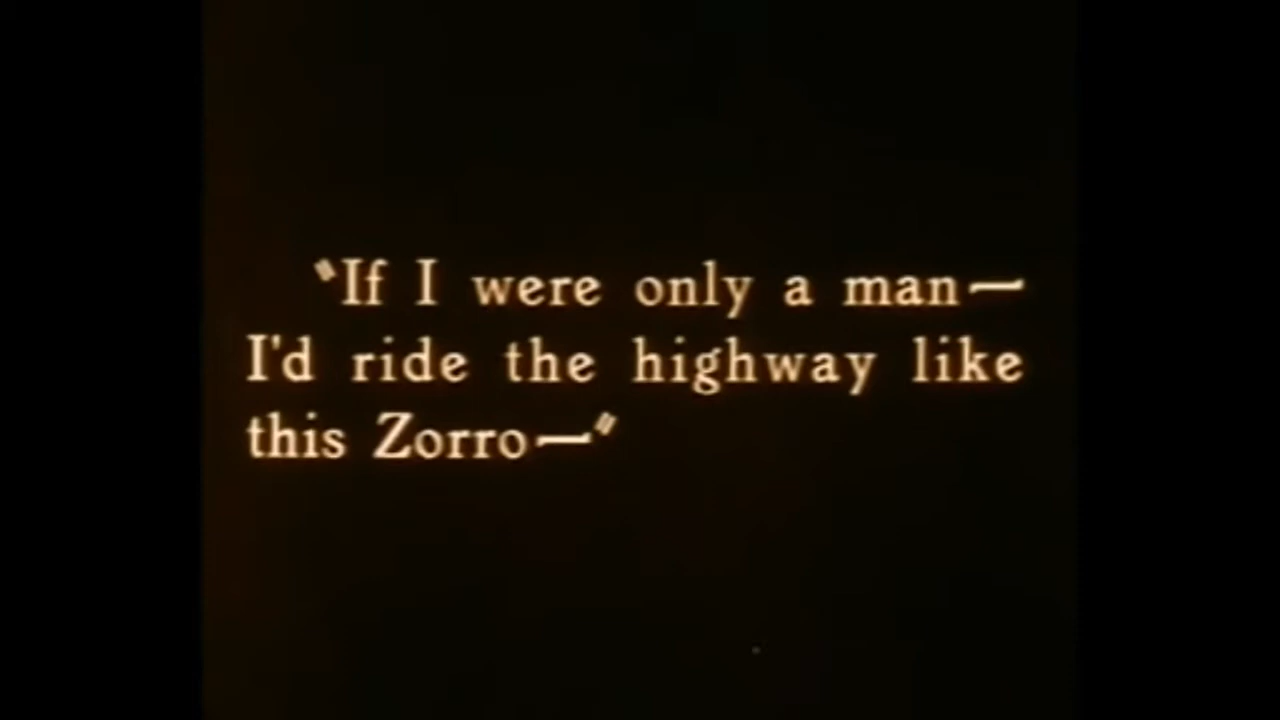 "If I were only a man—
I'd ride the highway like
this Zorro—"